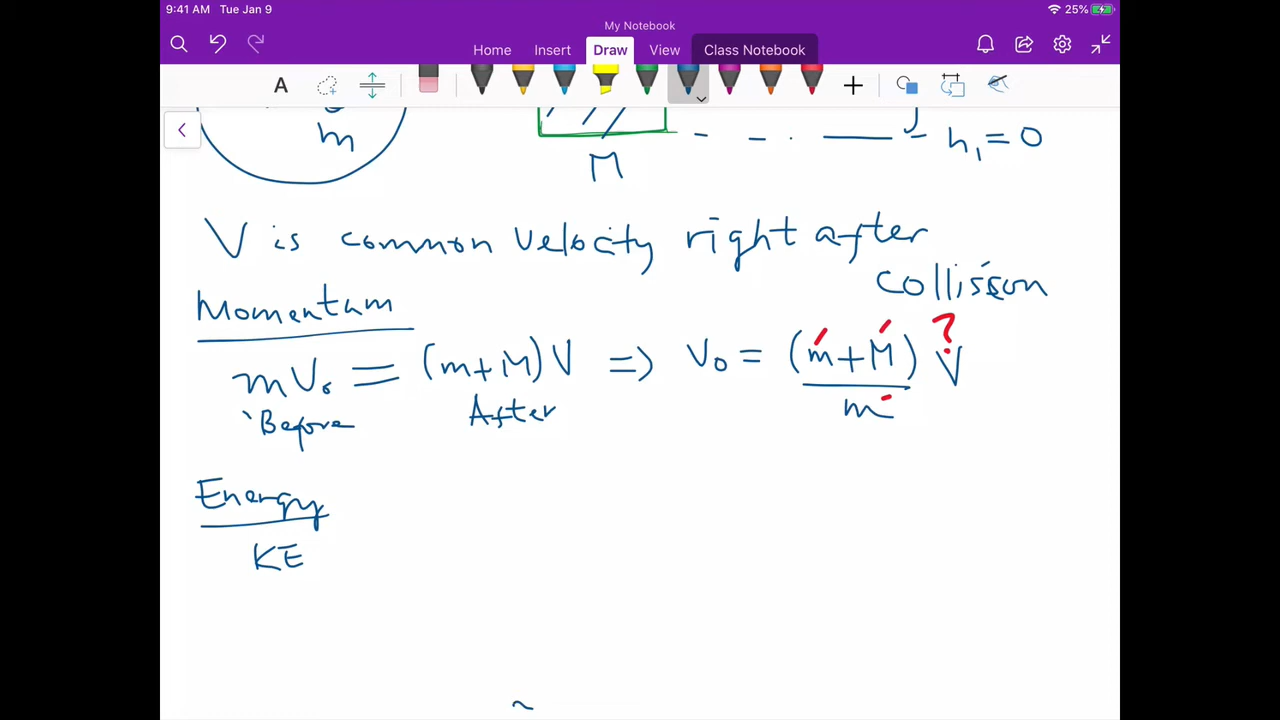 9:41 AM Tue Jan 9
25%
My Notebook
Home Insert Draw View Class Notebook
A
m
M
h₁ = 0
V is common velocity right after
collisson
Momentum
mV₀ = (m+M)V => V₀ = (m+M) V ?
m
Before After
Energy
KE